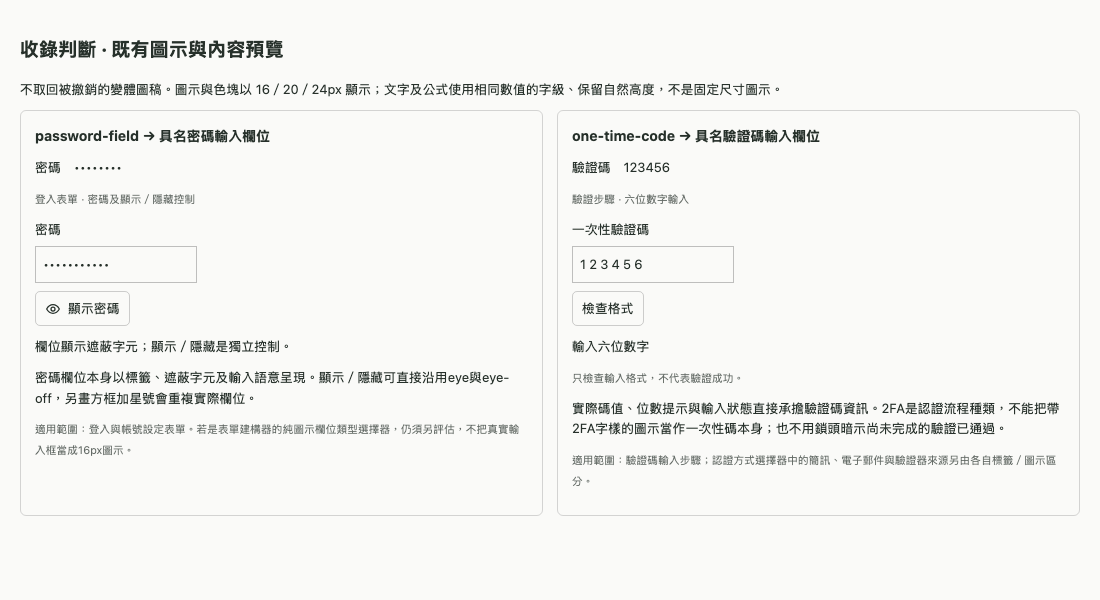 收錄判斷 · 既有圖示與內容預覽
不取回被撤銷的變體圖稿。圖示與色塊以 16 / 20 / 24px 顯示；文字及公式使用相同數值的字級、保留自然高度，不是固定尺寸圖示。
password-field → 具名密碼輸入欄位
密碼 ••••••••
登入表單 · 密碼及顯示 / 隱藏控制
密碼
•••••••••••
顯示密碼
欄位顯示遮蔽字元；顯示 / 隱藏是獨立控制。
密碼欄位本身以標籤、遮蔽字元及輸入語意呈現。顯示 / 隱藏可直接沿用eye與eye-
off，另畫方框加星號會重複實際欄位。
適用範圍：登入與帳號設定表單。若是表單建構器的純圖示欄位類型選擇器，仍須另評估，不把真實輸
入框當成16px圖示。
one-time-code → 具名驗證碼輸入欄位
驗證碼 123456
驗證步驟 · 六位數字輸入
一次性驗證碼
1 2 3 4 5 6
檢查格式
輸入六位數字
只檢查輸入格式，不代表驗證成功。
實際碼值、位數提示與輸入狀態直接承擔驗證碼資訊。2FA是認證流程種類，不能把帶
2FA字樣的圖示當作一次性碼本身；也不用鎖頭暗示尚未完成的驗證已通過。
適用範圍：驗證碼輸入步驟；認證方式選擇器中的簡訊、電子郵件與驗證器來源另由各自標籤 / 圖示區
分。